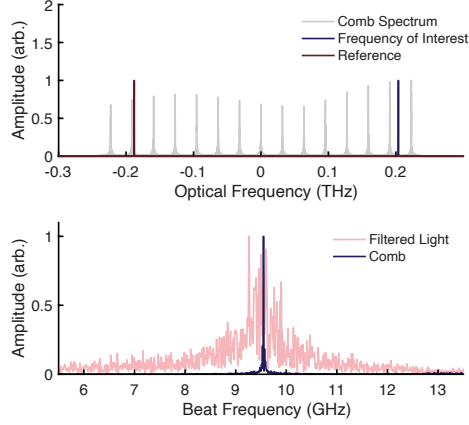 2
1.5
1
0.5
0
Amplitude (arb.)
Comb Spectrum
Frequency of Interest
Reference
-0.3 -0.2 -0.1 0 0.1 0.2
Optical Frequency (THz)
1
0.5
0
Amplitude (arb.)
Filtered Light
Comb
6 7 8 9 10 11 12 13
Beat Frequency (GHz)